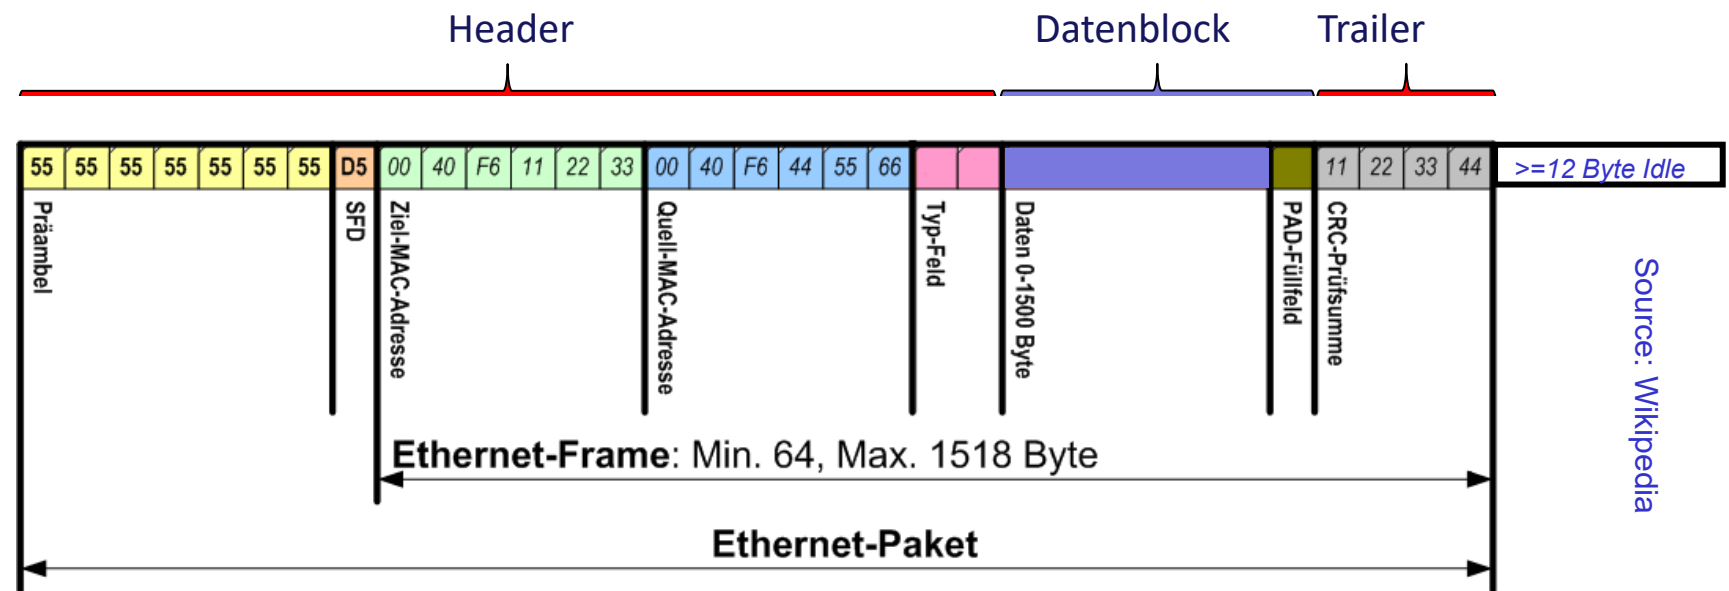 Header
Datenblock
Trailer
55 55 55 55 55 55 55 D5 00 40 F6 11 22 33 00 40 F6 44 55 66 11 22 33 44 >=12 Byte Idle
Präambel
SFD
Ziel-MAC-Adresse
Quell-MAC-Adresse
Typ-Feld
Daten 0-1500 Byte
PAD-Füllfeld
CRC-Prüfsumme
Source: Wikipedia
Ethernet-Frame: Min. 64, Max. 1518 Byte
Ethernet-Paket